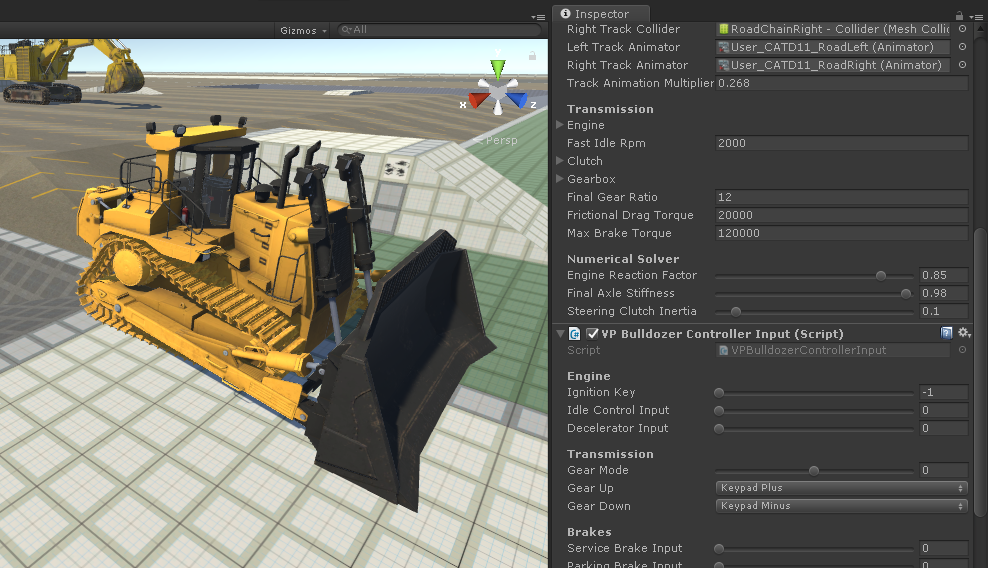 Inspector
Gizmos
All
Right Track Collider RoadChainRight - Collider (Mesh Colli
Left Track Animator User_CATD11_RoadLeft (Animator)
Right Track Animator User_CATD11_RoadRight (Animator)
Track Animation Multiplier 0.268
x z
Persp
Transmission
Engine
Fast Idle Rpm 2000
Clutch
Gearbox
Final Gear Ratio 12
Frictional Drag Torque 20000
Max Brake Torque 120000
Numerical Solver
Engine Reaction Factor 0.85
Final Axle Stiffness 0.98
Steering Clutch Inertia 0.1
VP Bulldozer Controller Input (Script)
Script VPBulldozerControllerInput
Engine
Ignition Key -1
Idle Control Input 0
Decelerator Input 0
Transmission
Gear Mode 0
Gear Up Keypad Plus
Gear Down Keypad Minus
Brakes
Service Brake Input 0
Parking Brake Input 0